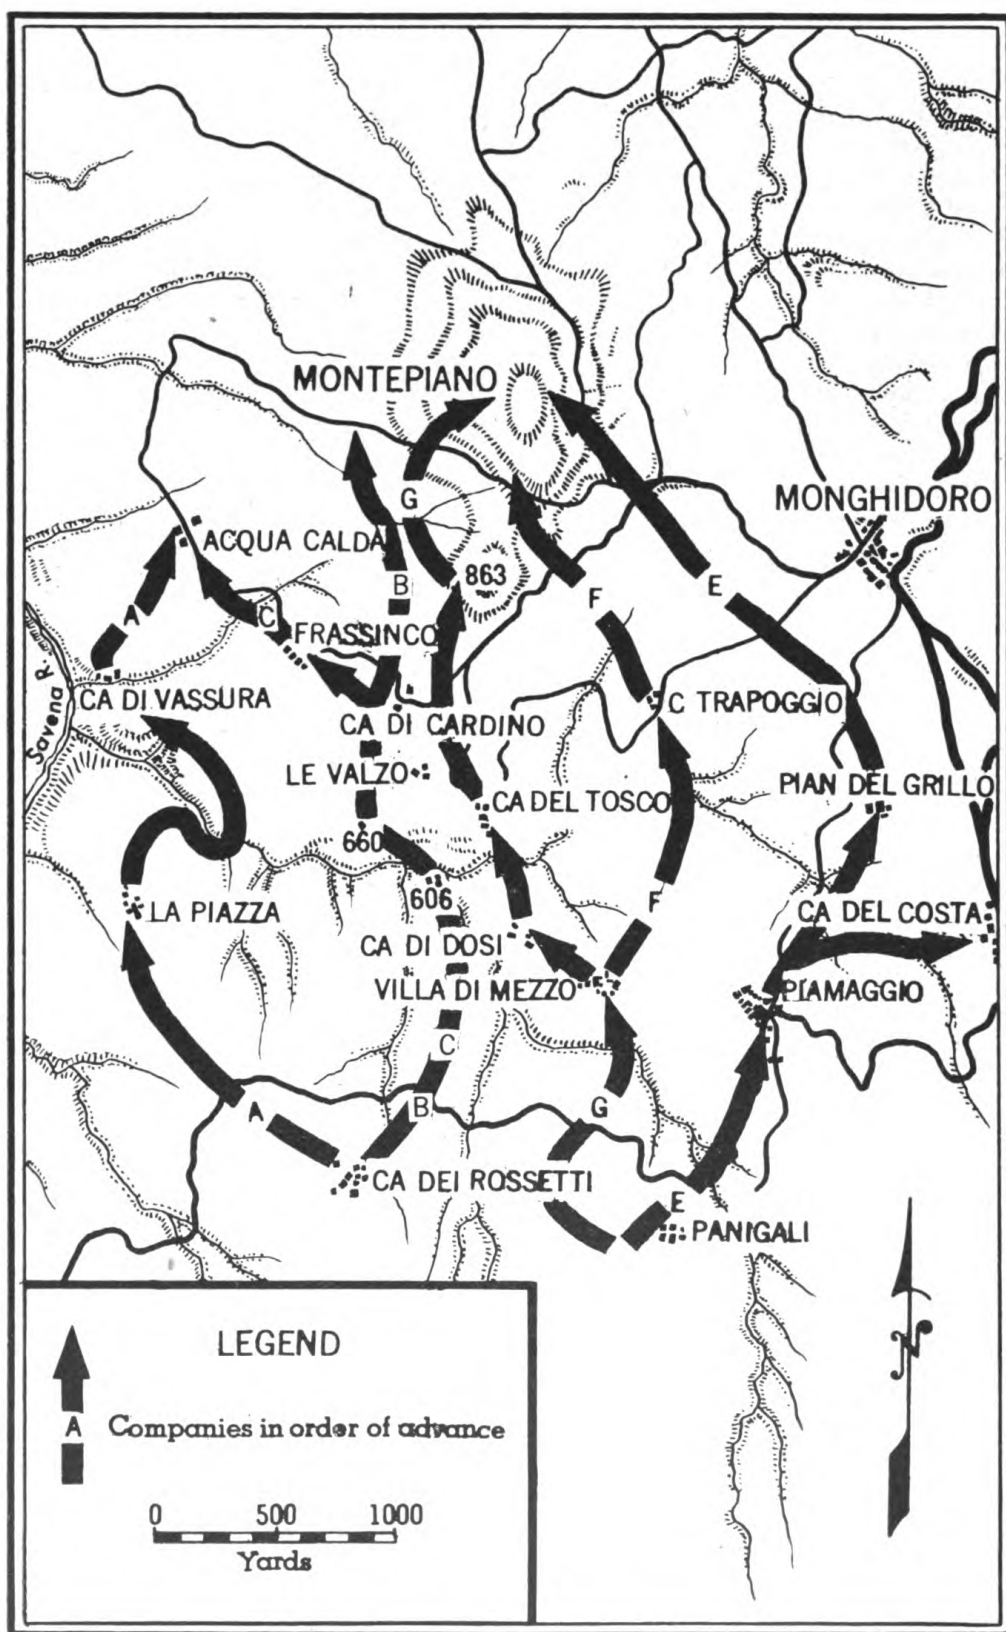 MONTEPIANO
G
MONGHIDORO
ACQUA CALDA
863
B
F
E
A
C
FRASSINCO
Savena R.
CA DI VASSURA
C TRAPOGGIO
CA DI CARDINO
LE VALZO
PIAN DEL GRILLO
CA DEL TOSCO
660
606
F
LA PIAZZA
CA DEL COSTA
CA DI DOSI
VILLA DI MEZZO
PIAMAGGIO
C
A
B
G
CA DEI ROSSETTI
E
PANIGALI
N
LEGEND
A Companies in order of advance
0 500 1000
Yards